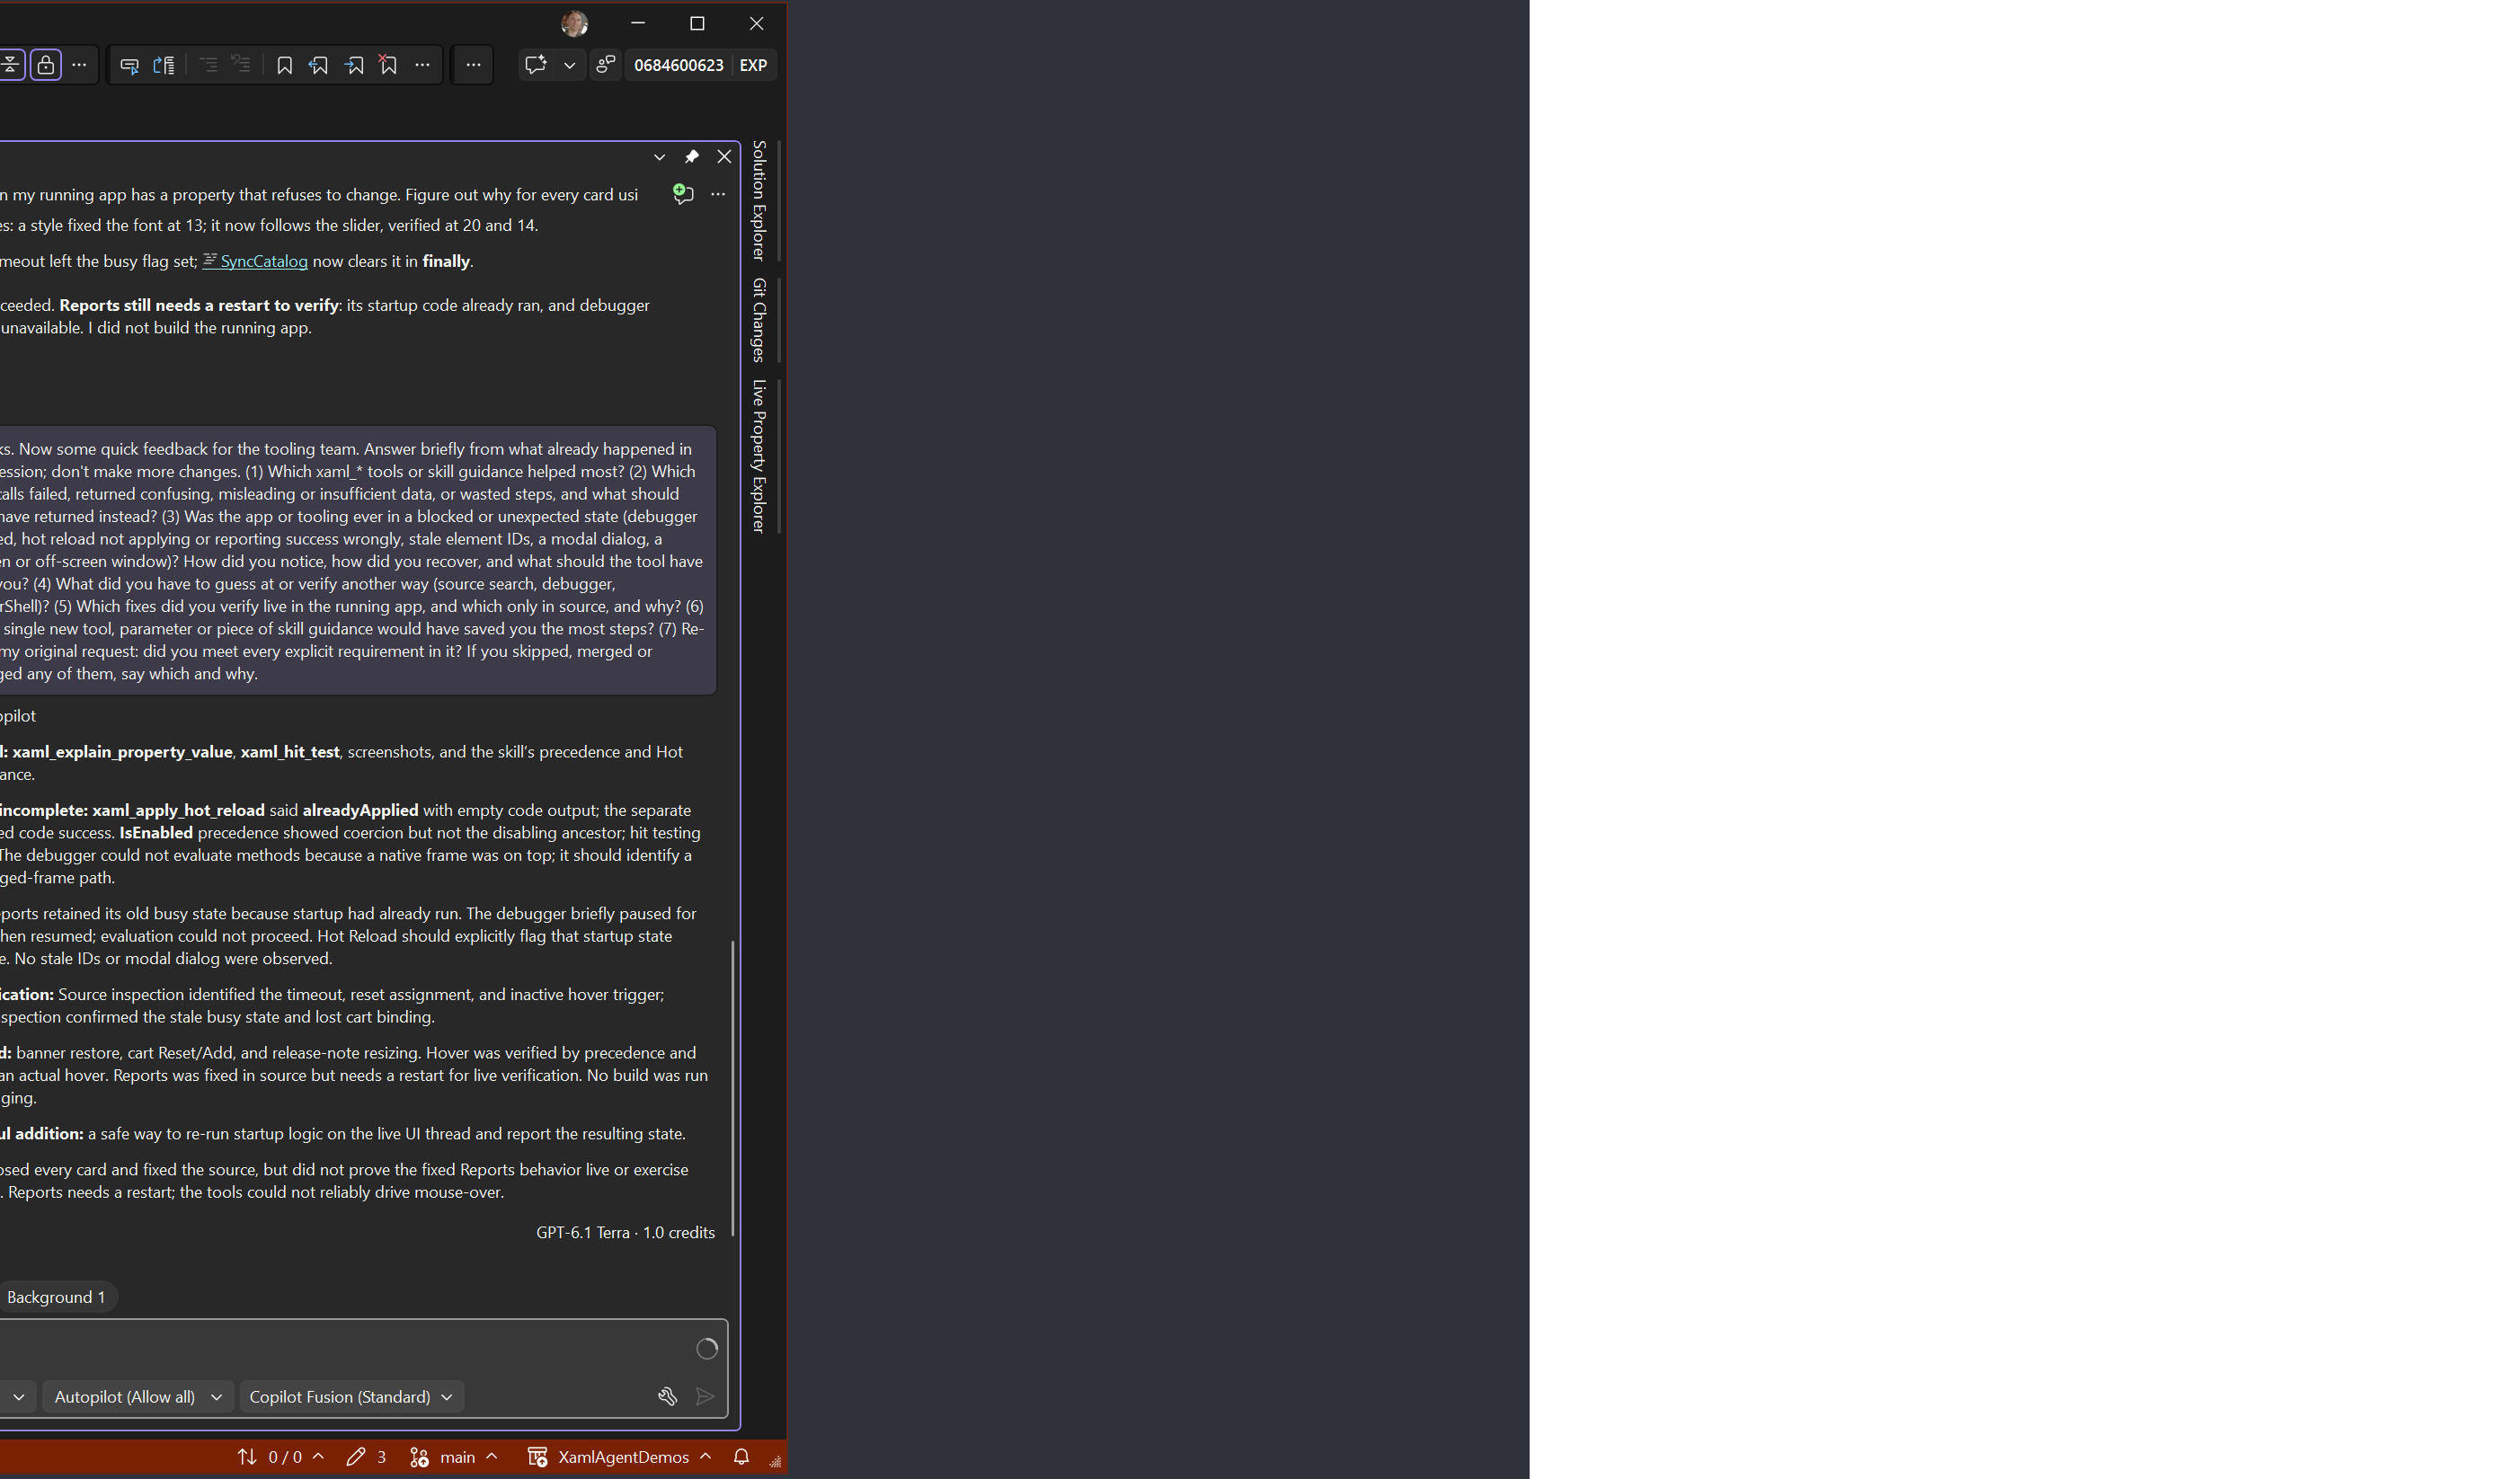 0684600623 EXP
n my running app has a property that refuses to change. Figure out why for every card usi
es: a style fixed the font at 13; it now follows the slider, verified at 20 and 14.
meout left the busy flag set; SyncCatalog now clears it in finally.
ceeded. Reports still needs a restart to verify: its startup code already ran, and debugger
unavailable. I did not build the running app.
Solution Explorer
Git Changes
Live Property Explorer
ks. Now some quick feedback for the tooling team. Answer briefly from what already happened in
ession; don't make more changes. (1) Which xaml_* tools or skill guidance helped most? (2) Which
calls failed, returned confusing, misleading or insufficient data, or wasted steps, and what should
have returned instead? (3) Was the app or tooling ever in a blocked or unexpected state (debugger
ed, hot reload not applying or reporting success wrongly, stale element IDs, a modal dialog, a
en or off-screen window)? How did you notice, how did you recover, and what should the tool have
you? (4) What did you have to guess at or verify another way (source search, debugger,
rShell)? (5) Which fixes did you verify live in the running app, and which only in source, and why? (6)
single new tool, parameter or piece of skill guidance would have saved you the most steps? (7) Re-
my original request: did you meet every explicit requirement in it? If you skipped, merged or
ged any of them, say which and why.
opilot
l: xaml_explain_property_value, xaml_hit_test, screenshots, and the skill's precedence and Hot
ance.
incomplete: xaml_apply_hot_reload said alreadyApplied with empty code output; the separate
ed code success. IsEnabled precedence showed coercion but not the disabling ancestor; hit testing
The debugger could not evaluate methods because a native frame was on top; it should identify a
ged-frame path.
eports retained its old busy state because startup had already run. The debugger briefly paused for
hen resumed; evaluation could not proceed. Hot Reload should explicitly flag that startup state
e. No stale IDs or modal dialog were observed.
ication: Source inspection identified the timeout, reset assignment, and inactive hover trigger;
spection confirmed the stale busy state and lost cart binding.
d: banner restore, cart Reset/Add, and release-note resizing. Hover was verified by precedence and
an actual hover. Reports was fixed in source but needs a restart for live verification. No build was run
ging.
ul addition: a safe way to re-run startup logic on the live UI thread and report the resulting state.
osed every card and fixed the source, but did not prove the fixed Reports behavior live or exercise
. Reports needs a restart; the tools could not reliably drive mouse-over.
GPT-6.1 Terra · 1.0 credits
Background 1
Autopilot (Allow all) Copilot Fusion (Standard)
0 / 0 3 main XamlAgentDemos